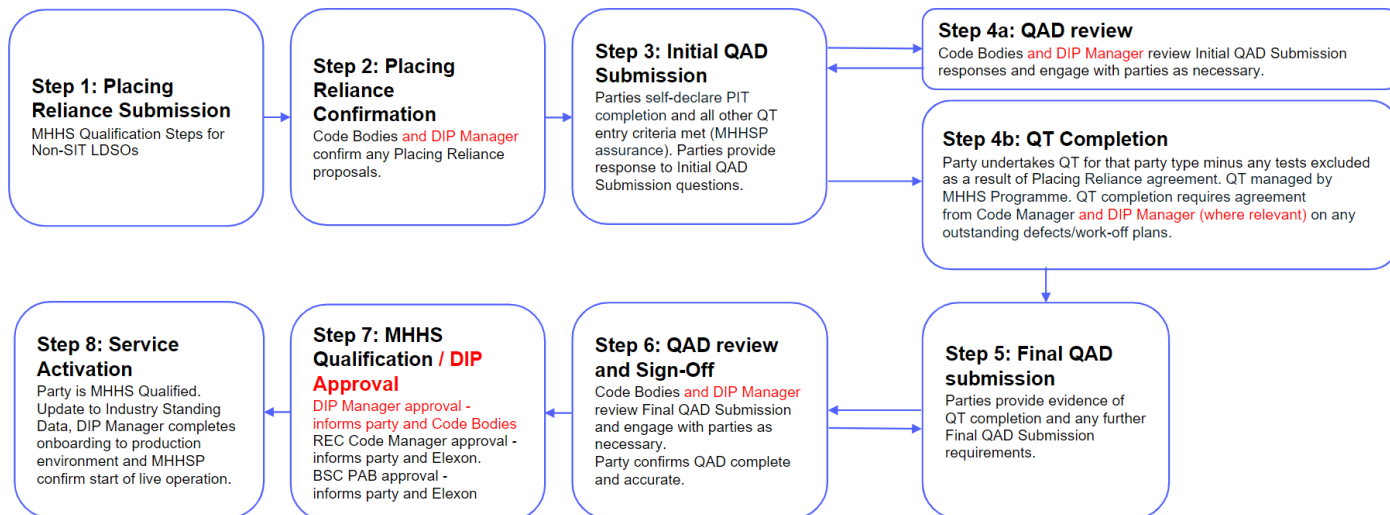 Step 1: Placing
Reliance Submission
MHHS Qualification Steps for
Non-SIT LDSOs
Step 2: Placing
Reliance
Confirmation
Code Bodies and DIP Manager
confirm any Placing Reliance
proposals.
Step 3: Initial QAD
Submission
Parties self-declare PIT
completion and all other QT
entry criteria met (MHHSP
assurance). Parties provide
response to Initial QAD
Submission questions.
Step 4a: QAD review
Code Bodies and DIP Manager review Initial QAD Submission
responses and engage with parties as necessary.
Step 4b: QT Completion
Party undertakes QT for that party type minus any tests excluded
as a result of Placing Reliance agreement. QT managed by
MHHS Programme. QT completion requires agreement
from Code Manager and DIP Manager (where relevant) on any
outstanding defects/work-off plans.
Step 5: Final QAD
submission
Parties provide evidence of
QT completion and any further
Final QAD Submission
requirements.
Step 6: QAD review
and Sign-Off
Code Bodies and DIP Manager
review Final QAD Submission
and engage with parties as
necessary.
Party confirms QAD complete
and accurate.
Step 7: MHHS
Qualification / DIP
Approval
DIP Manager approval -
informs party and Code Bodies
REC Code Manager approval -
informs party and Elexon.
BSC PAB approval -
informs party and Elexon
Step 8: Service
Activation
Party is MHHS Qualified.
Update to Industry Standing
Data, DIP Manager completes
onboarding to production
environment and MHHSP
confirm start of live operation.